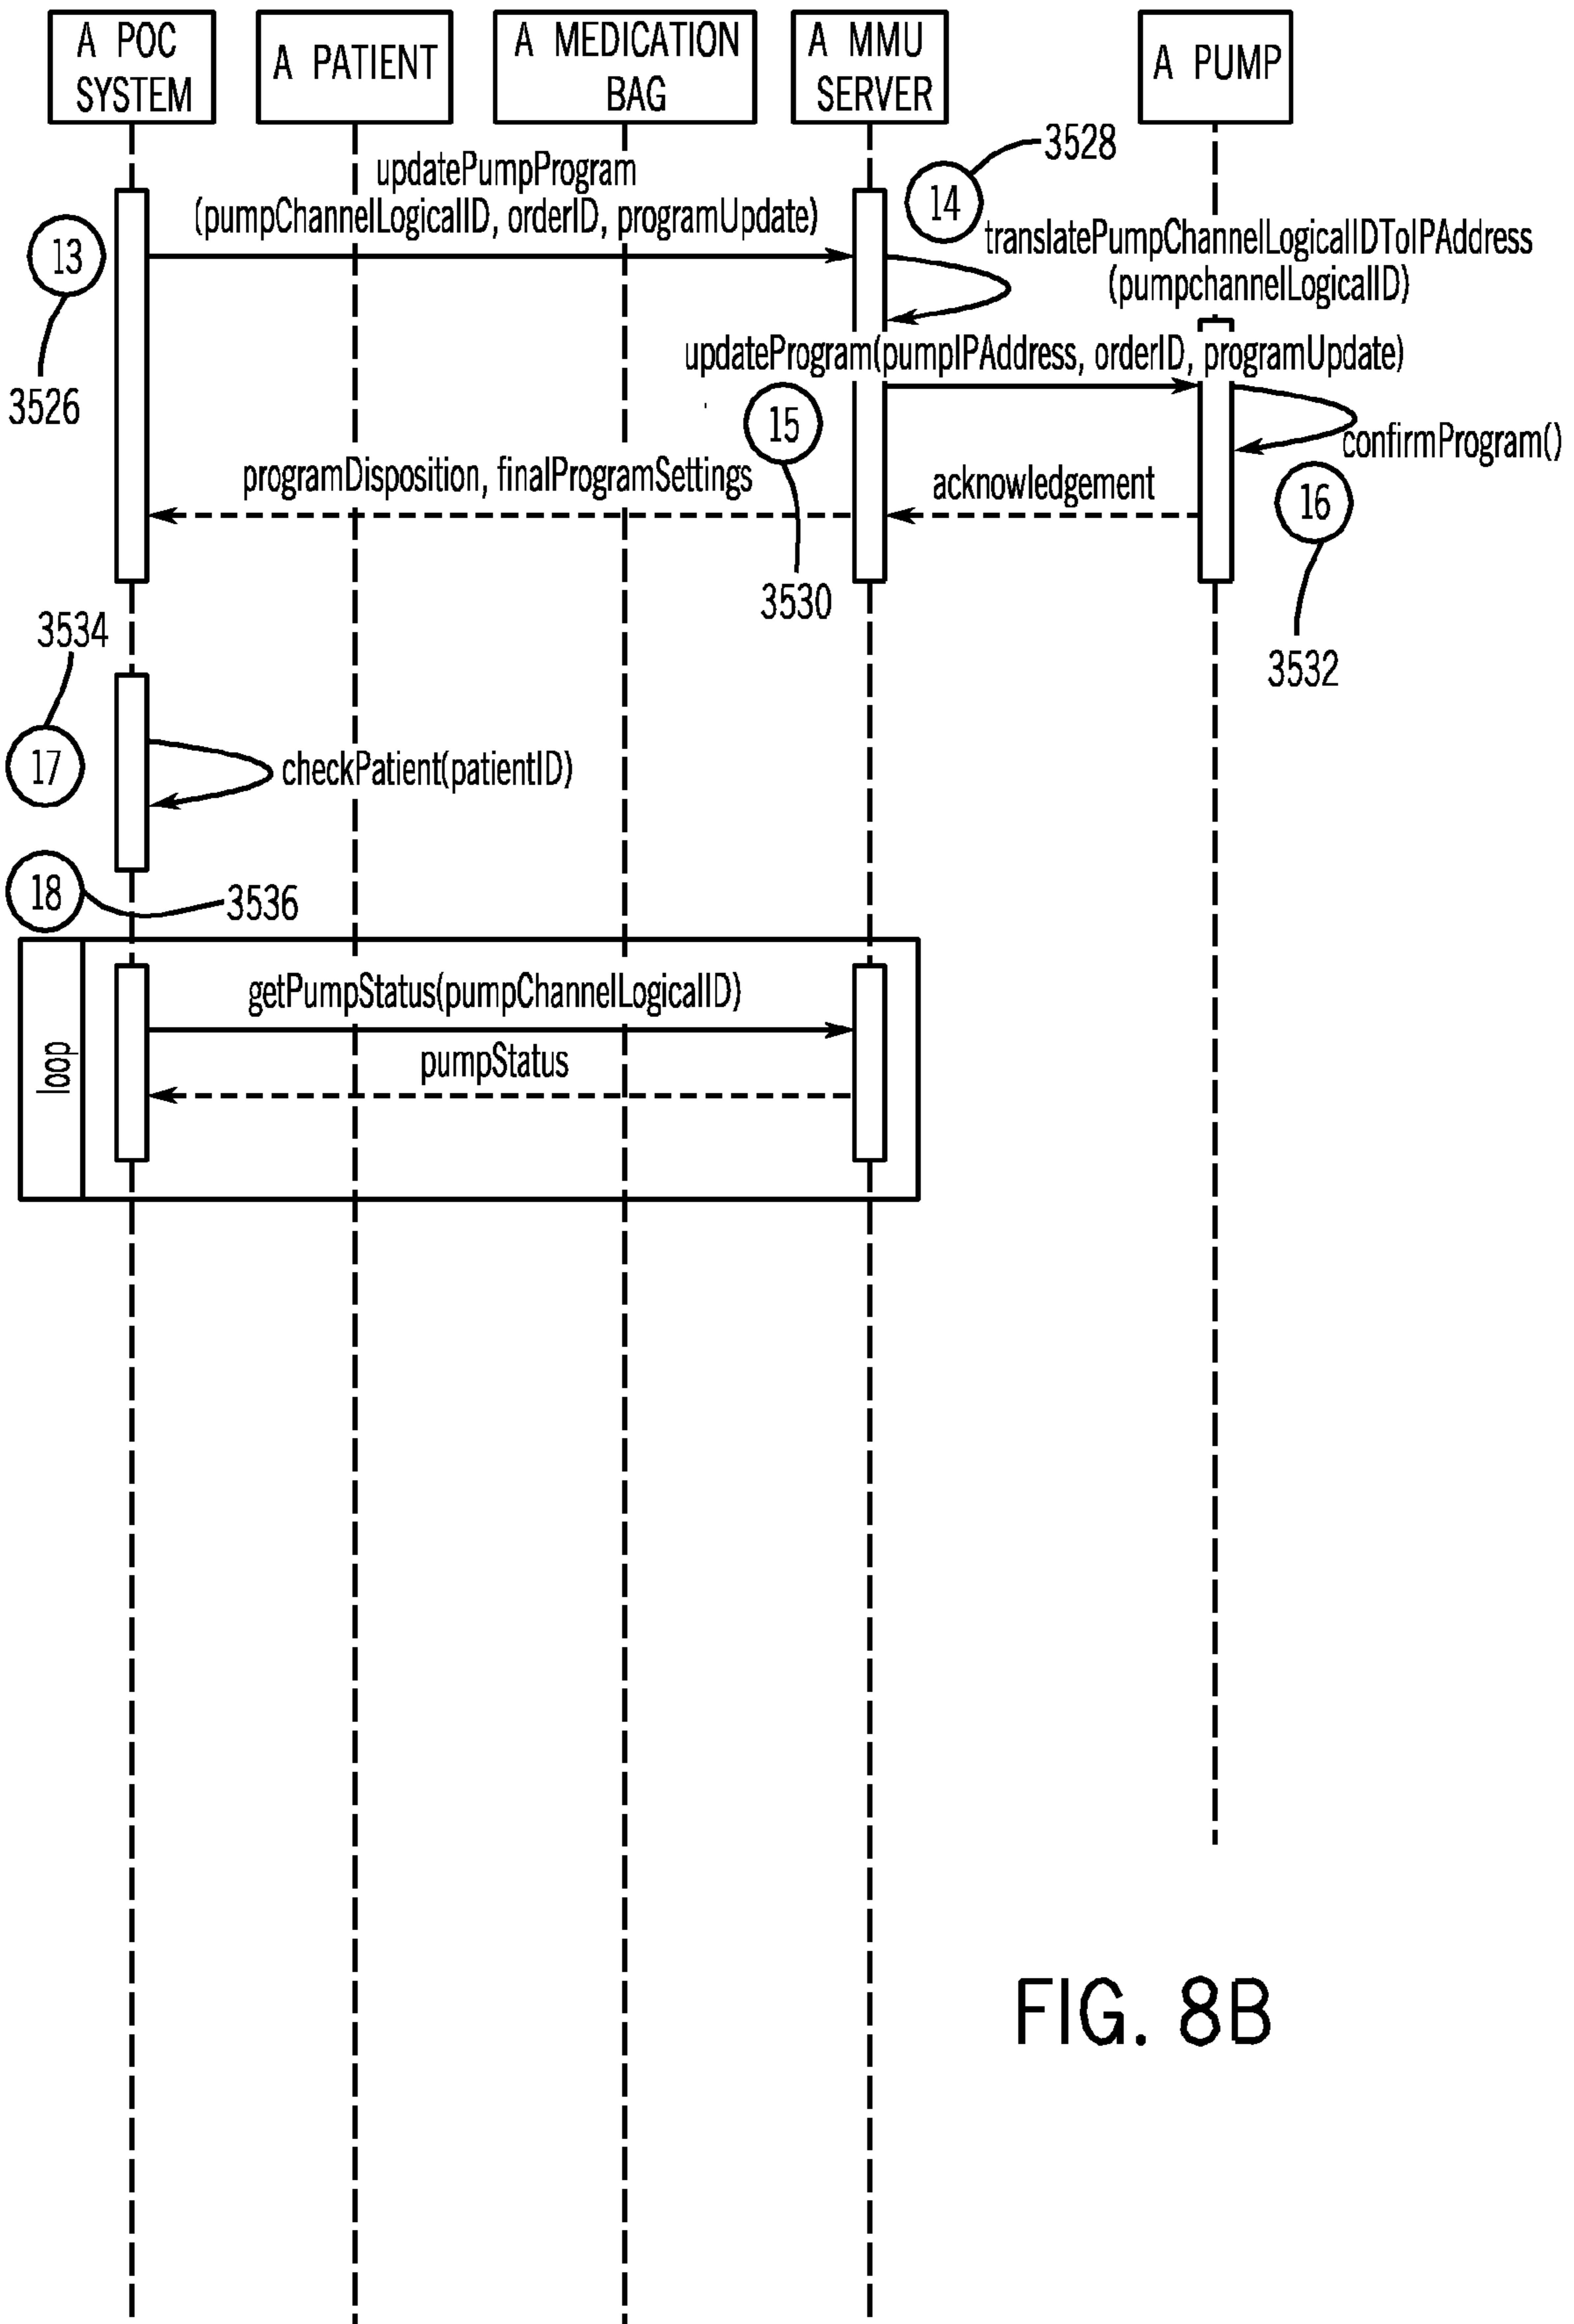 A POC
SYSTEM
A PATIENT
A MEDICATION
BAG
A MMU
SERVER
A PUMP
3528
updatePumpProgram
(pumpChannelLogicalID, orderID, programUpdate)
14
13
translatePumpChannelLogicalIDToIPAddress
(pumpchannelLogicalID)
updateProgram(pumpIPAddress, orderID, programUpdate)
3526
15
confirmProgram()
programDisposition, finalProgramSettings
acknowledgement
16
3530
3534
3532
17
checkPatient(patientID)
18
3536
getPumpStatus(pumpChannelLogicalID)
loop
pumpStatus
FIG. 8B